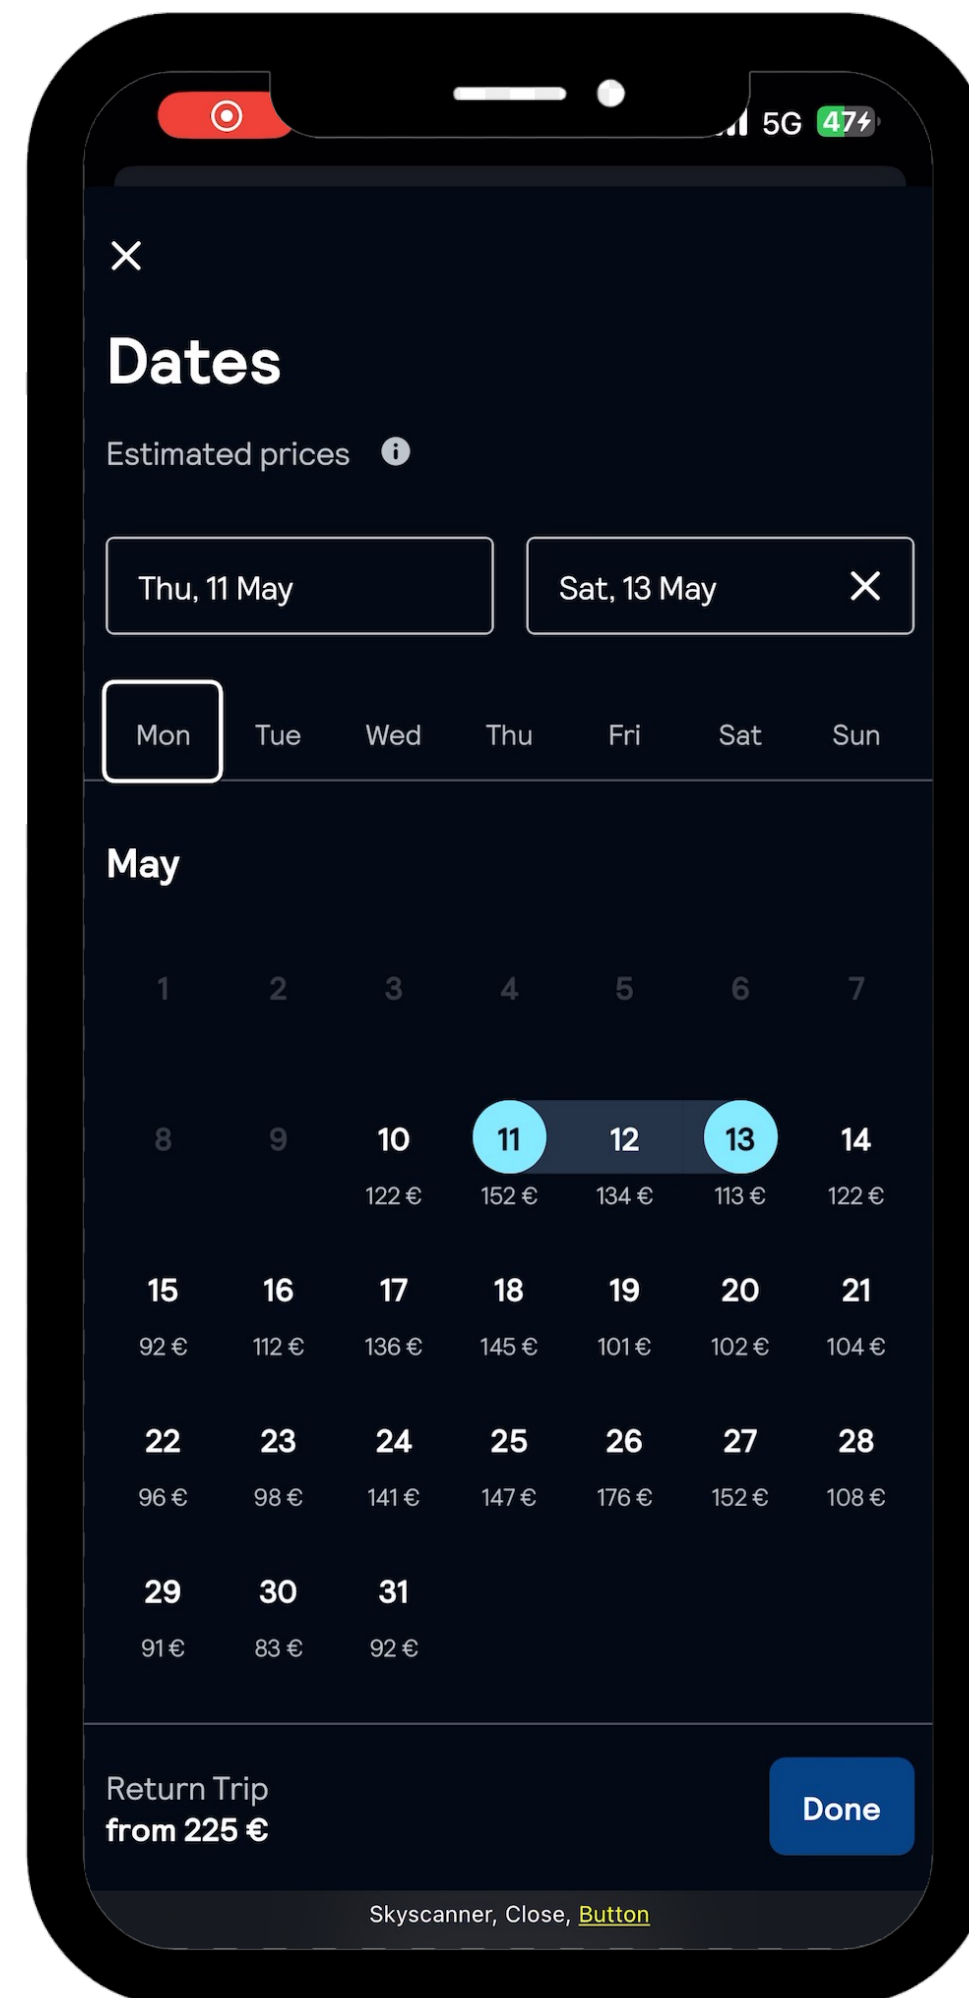 5G 47
Dates
Estimated prices
Thu, 11 May Sat, 13 May
Mon Tue Wed Thu Fri Sat Sun
May
1 2 3 4 5 6 7
8 9 10 11 12 13 14
122 € 152 € 134 € 113 € 122 €
15 16 17 18 19 20 21
92 € 112 € 136 € 145 € 101 € 102 € 104 €
22 23 24 25 26 27 28
96 € 98 € 141 € 147 € 176 € 152 € 108 €
29 30 31
91 € 83 € 92 €
Return Trip
from 225 €
Done
Skyscanner, Close, Button